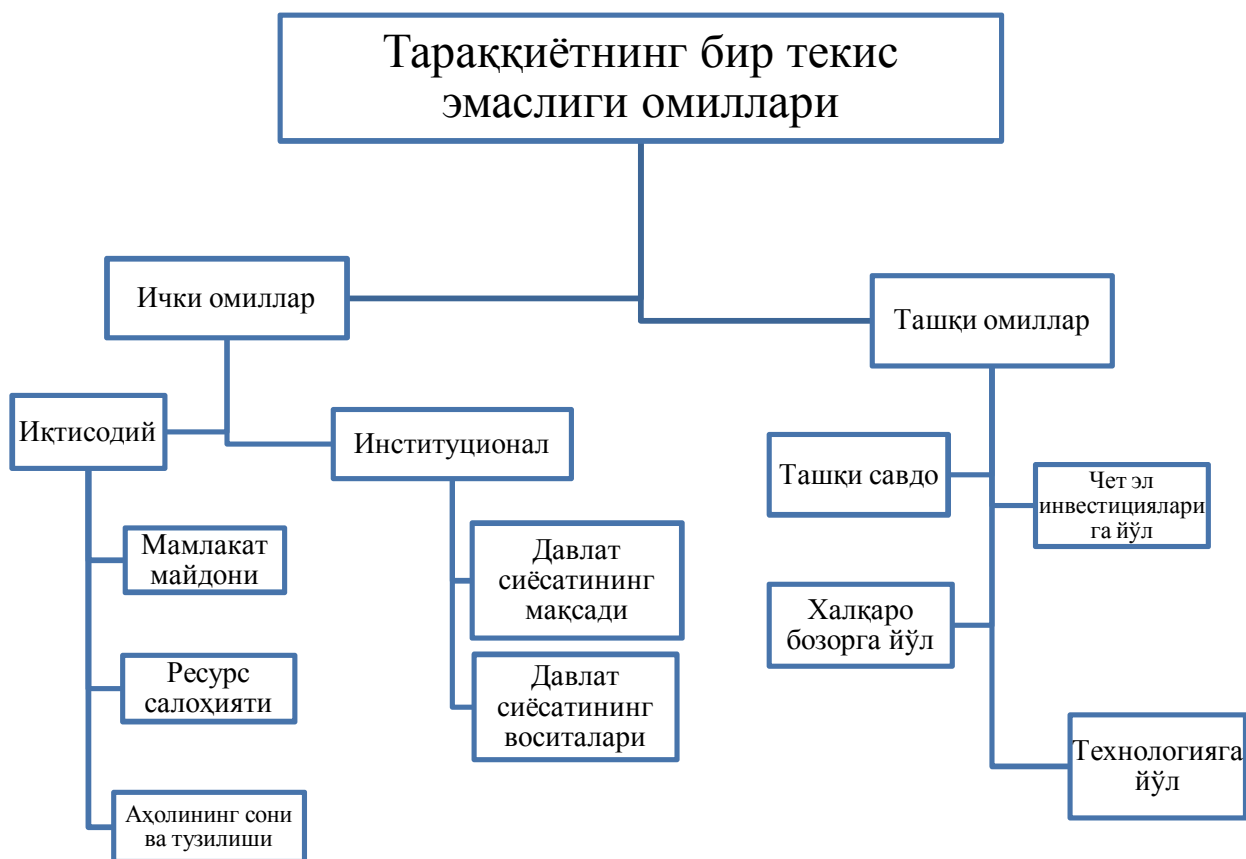 Тараққиётнинг бир текис
эмаслиги омиллари
Ички омиллар
Ташқи омиллар
Иқтисодий
Институционал
Ташқи савдо
Чет эл
инвестициялари
га йўл
Мамлакат
майдони
Давлат
сиёсатининг
мақсади
Халқаро
бозорга йўл
Ресурс
салоҳияти
Давлат
сиёсатининг
воситалари
Технологияга
йўл
Аҳолининг сони
ва тузилиши